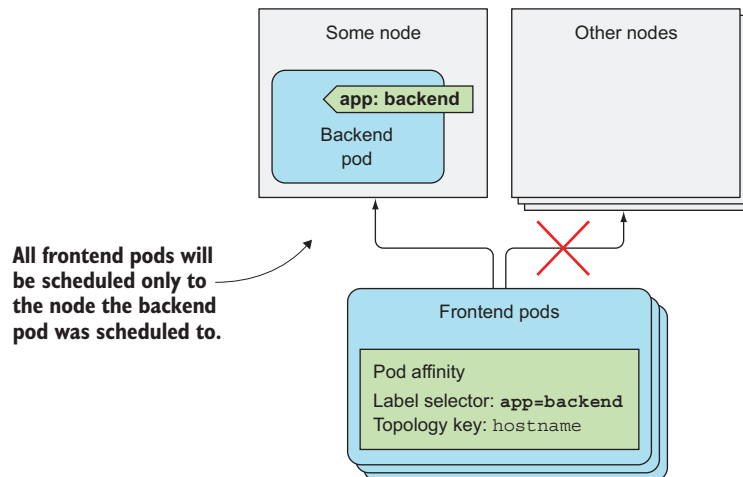 Some node
Other nodes
app: backend
Backend
pod
All frontend pods will
be scheduled only to
the node the backend
pod was scheduled to.
Frontend pods
Pod affinity
Label selector: app=backend
Topology key: hostname